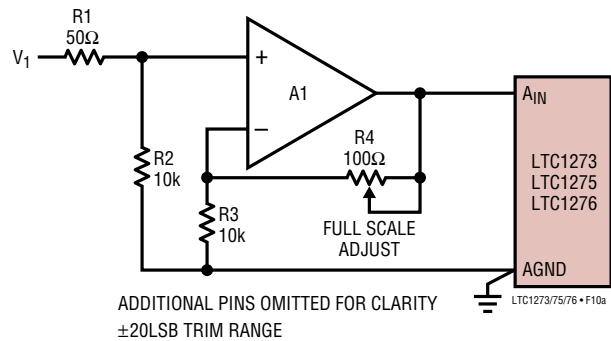 R1
50Ω
V1
+
A1
−
AIN
R4
100Ω
R2
10k
R3
10k
FULL SCALE
ADJUST
LTC1273
LTC1275
LTC1276
AGND
LTC1273/75/76 • F10a
ADDITIONAL PINS OMITTED FOR CLARITY
±20LSB TRIM RANGE